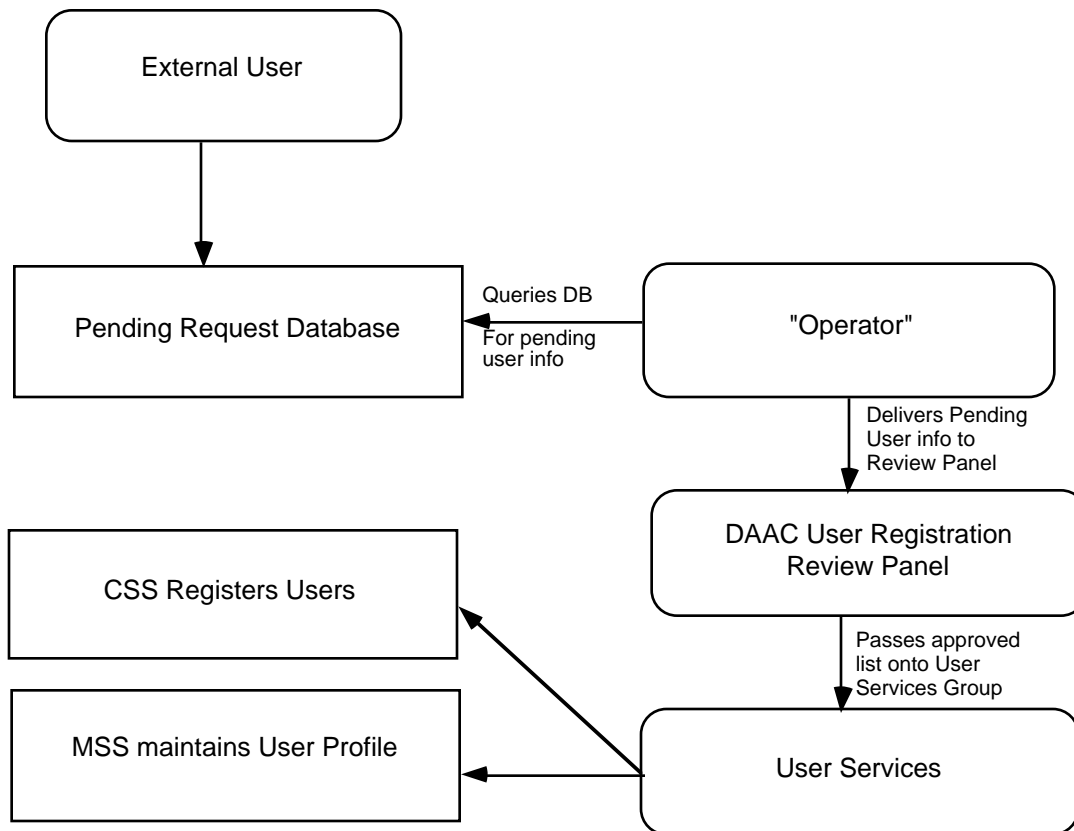 External User
Pending Request Database
Queries DB
For pending
user info
"Operator"
Delivers Pending
User info to
Review Panel
DAAC User Registration
Review Panel
CSS Registers Users
Passes approved
list onto User
Services Group
MSS maintains User Profile
User Services